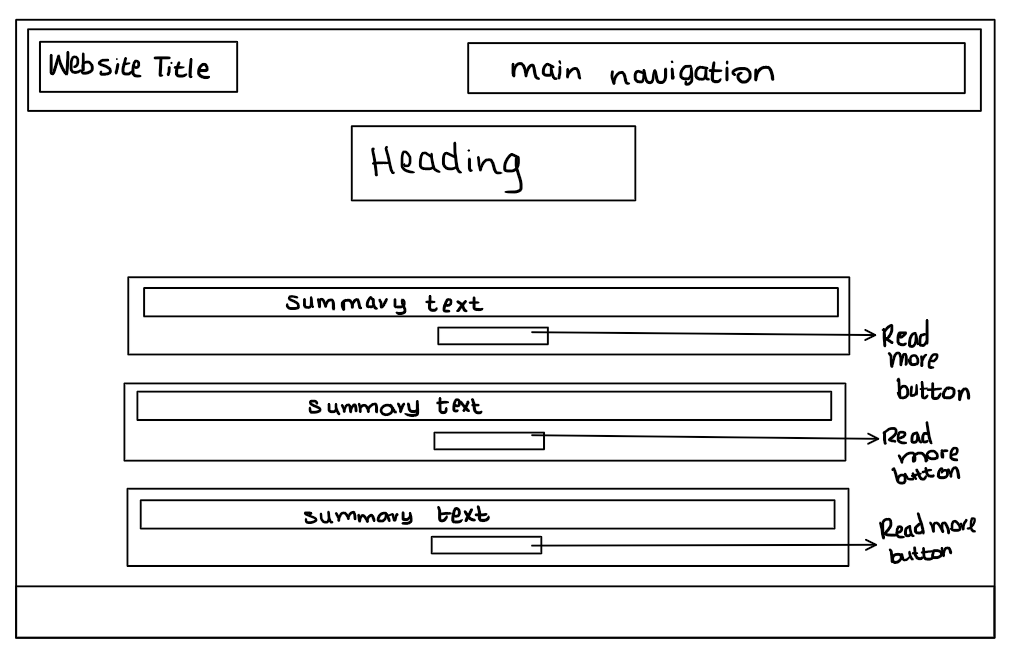 Website Title
main navigation
Heading
summary text
Read
more
button
summary text
Read
more
button
summary text
Read more
button